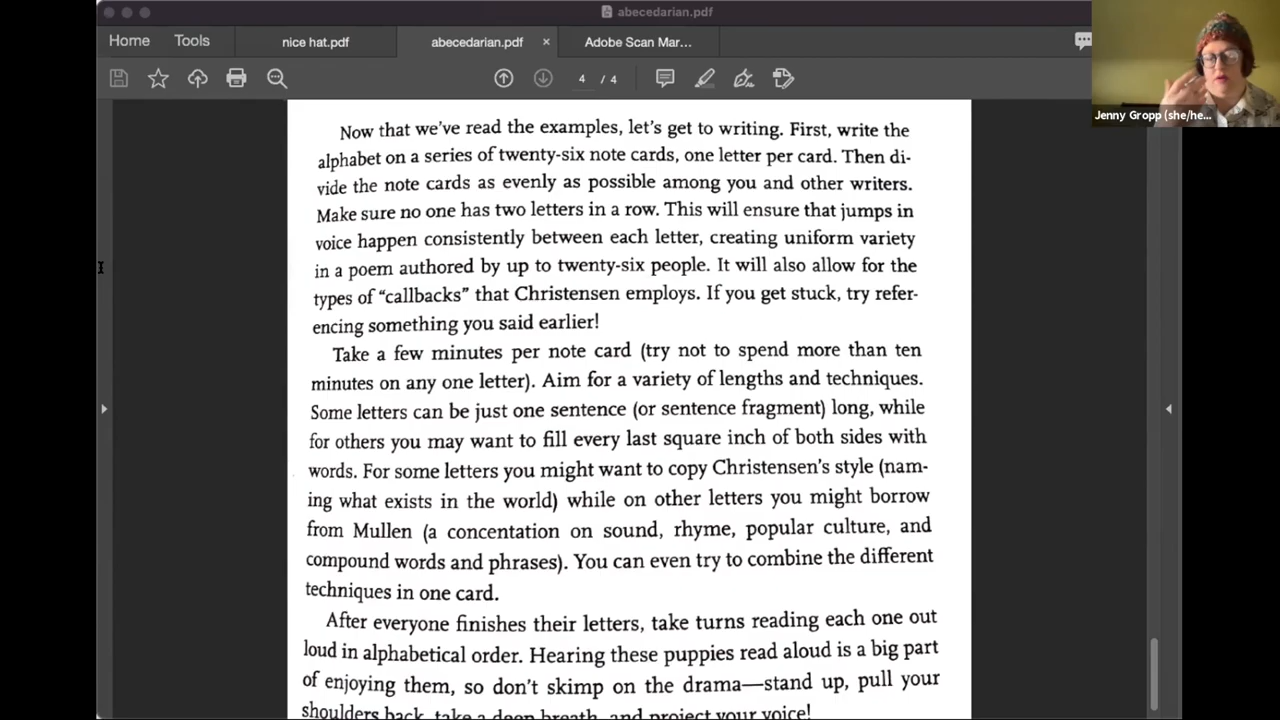 abecedarian.pdf
Home Tools nice hat.pdf abecedarian.pdf × Adobe Scan Mar...
4 / 4
Jenny Gropp (she/he...
Now that we've read the examples, let's get to writing. First, write the
alphabet on a series of twenty-six note cards, one letter per card. Then di-
vide the note cards as evenly as possible among you and other writers.
Make sure no one has two letters in a row. This will ensure that jumps in
voice happen consistently between each letter, creating uniform variety
in a poem authored by up to twenty-six people. It will also allow for the
types of “callbacks” that Christensen employs. If you get stuck, try refer-
encing something you said earlier!
Take a few minutes per note card (try not to spend more than ten
minutes on any one letter). Aim for a variety of lengths and techniques.
Some letters can be just one sentence (or sentence fragment) long, while
for others you may want to fill every last square inch of both sides with
words. For some letters you might want to copy Christensen's style (nam-
ing what exists in the world) while on other letters you might borrow
from Mullen (a concentation on sound, rhyme, popular culture, and
compound words and phrases). You can even try to combine the different
techniques in one card.
After everyone finishes their letters, take turns reading each one out
loud in alphabetical order. Hearing these puppies read aloud is a big part
of enjoying them, so don't skimp on the drama—stand up, pull your
shoulders back, take a deep breath, and project your voice!